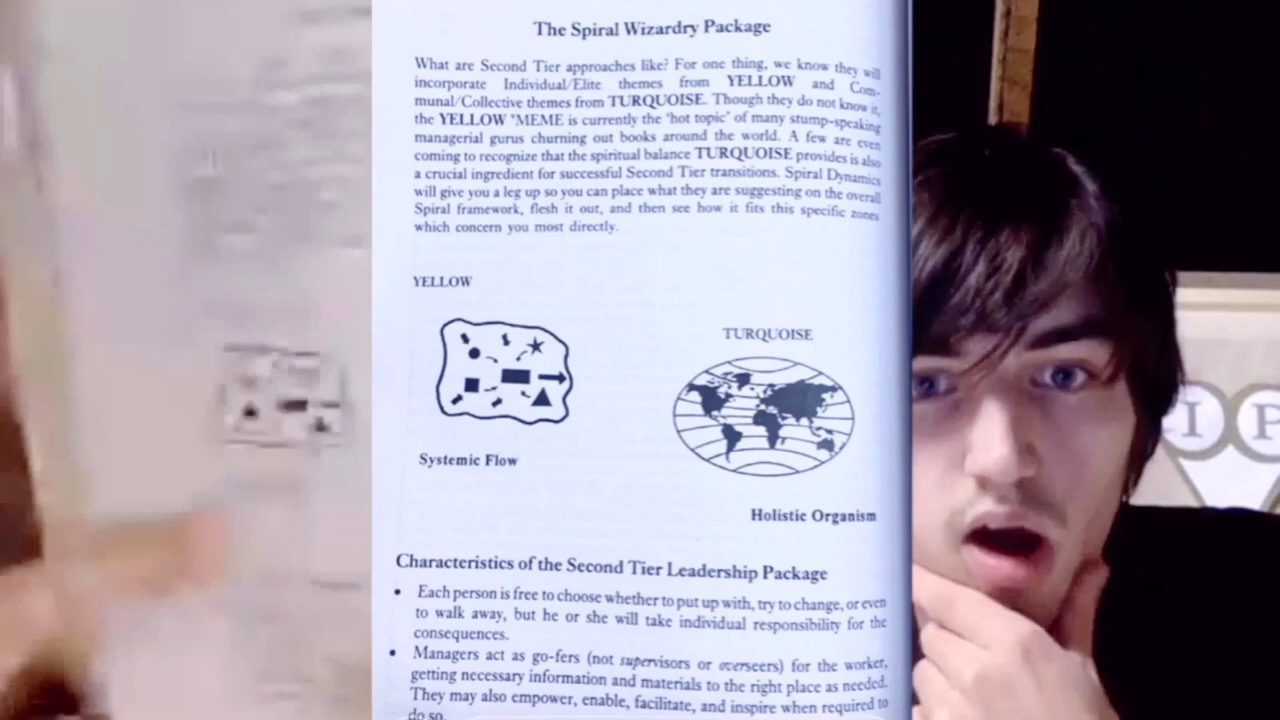 The Spiral Wizardry Package
What are Second Tier approaches like? For one thing, we know they will
incorporate Individual/Elite themes from YELLOW and Com-
munal/Collective themes from TURQUOISE. Though they do not know it,
the YELLOW ᵛMEME is currently the 'hot topic' of many stump-speaking
managerial gurus churning out books around the world. A few are even
coming to recognize that the spiritual balance TURQUOISE provides is also
a crucial ingredient for successful Second Tier transitions. Spiral Dynamics
will give you a leg up so you can place what they are suggesting on the overall
Spiral framework, flesh it out, and then see how it fits this specific zones
which concern you most directly.
YELLOW
TURQUOISE
Systemic Flow
Holistic Organism
Characteristics of the Second Tier Leadership Package
• Each person is free to choose whether to put up with, try to change, or even
to walk away, but he or she will take individual responsibility for the
consequences.
• Managers act as go-fers (not supervisors or overseers) for the worker,
getting necessary information and materials to the right place as needed.
They may also empower, enable, facilitate, and inspire when required to
do so.
I P